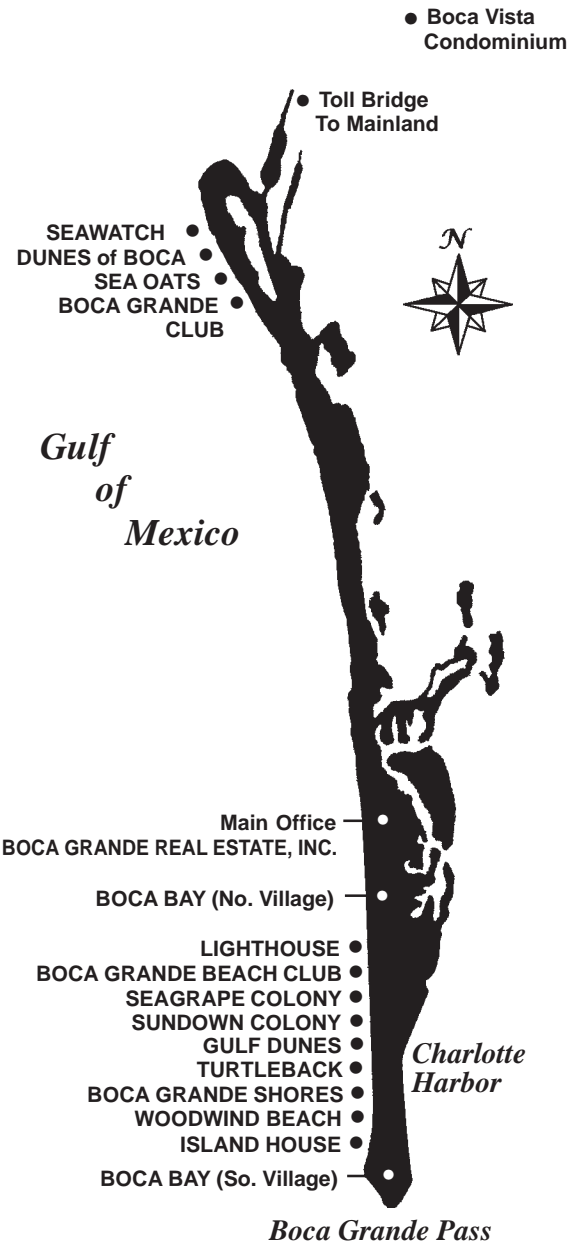 Boca Vista
Condominium
Toll Bridge
To Mainland
N
SEAWATCH
DUNES of BOCA
SEA OATS
BOCA GRANDE
CLUB
Gulf
of
Mexico
Main Office
BOCA GRANDE REAL ESTATE, INC.
BOCA BAY (No. Village)
LIGHTHOUSE
BOCA GRANDE BEACH CLUB
SEAGRAPE COLONY
SUNDOWN COLONY
GULF DUNES
TURTLEBACK
BOCA GRANDE SHORES
WOODWIND BEACH
ISLAND HOUSE
Charlotte
Harbor
BOCA BAY (So. Village)
Boca Grande Pass